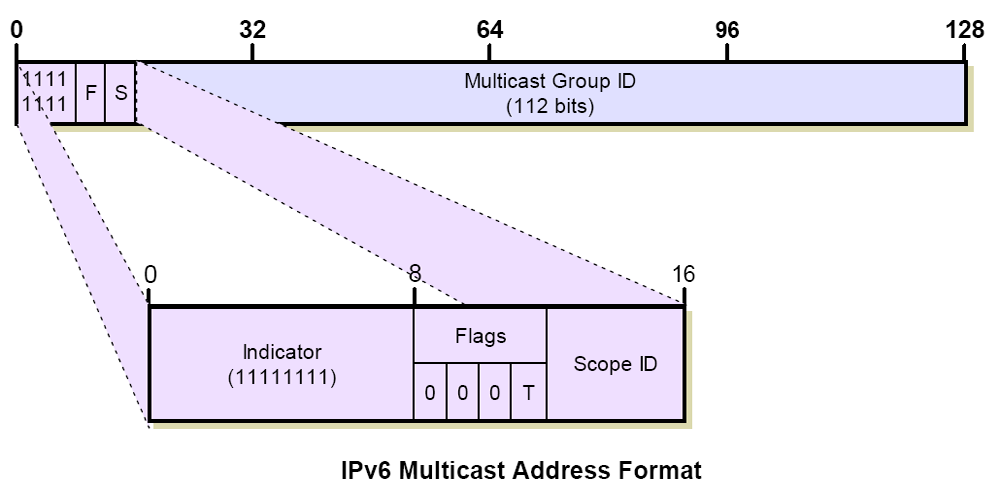 0 32 64 96 128
1111
1111
F
S
Multicast Group ID
(112 bits)
0 8 16
Indicator
(11111111)
Flags
0 0 0 T
Scope ID
IPv6 Multicast Address Format